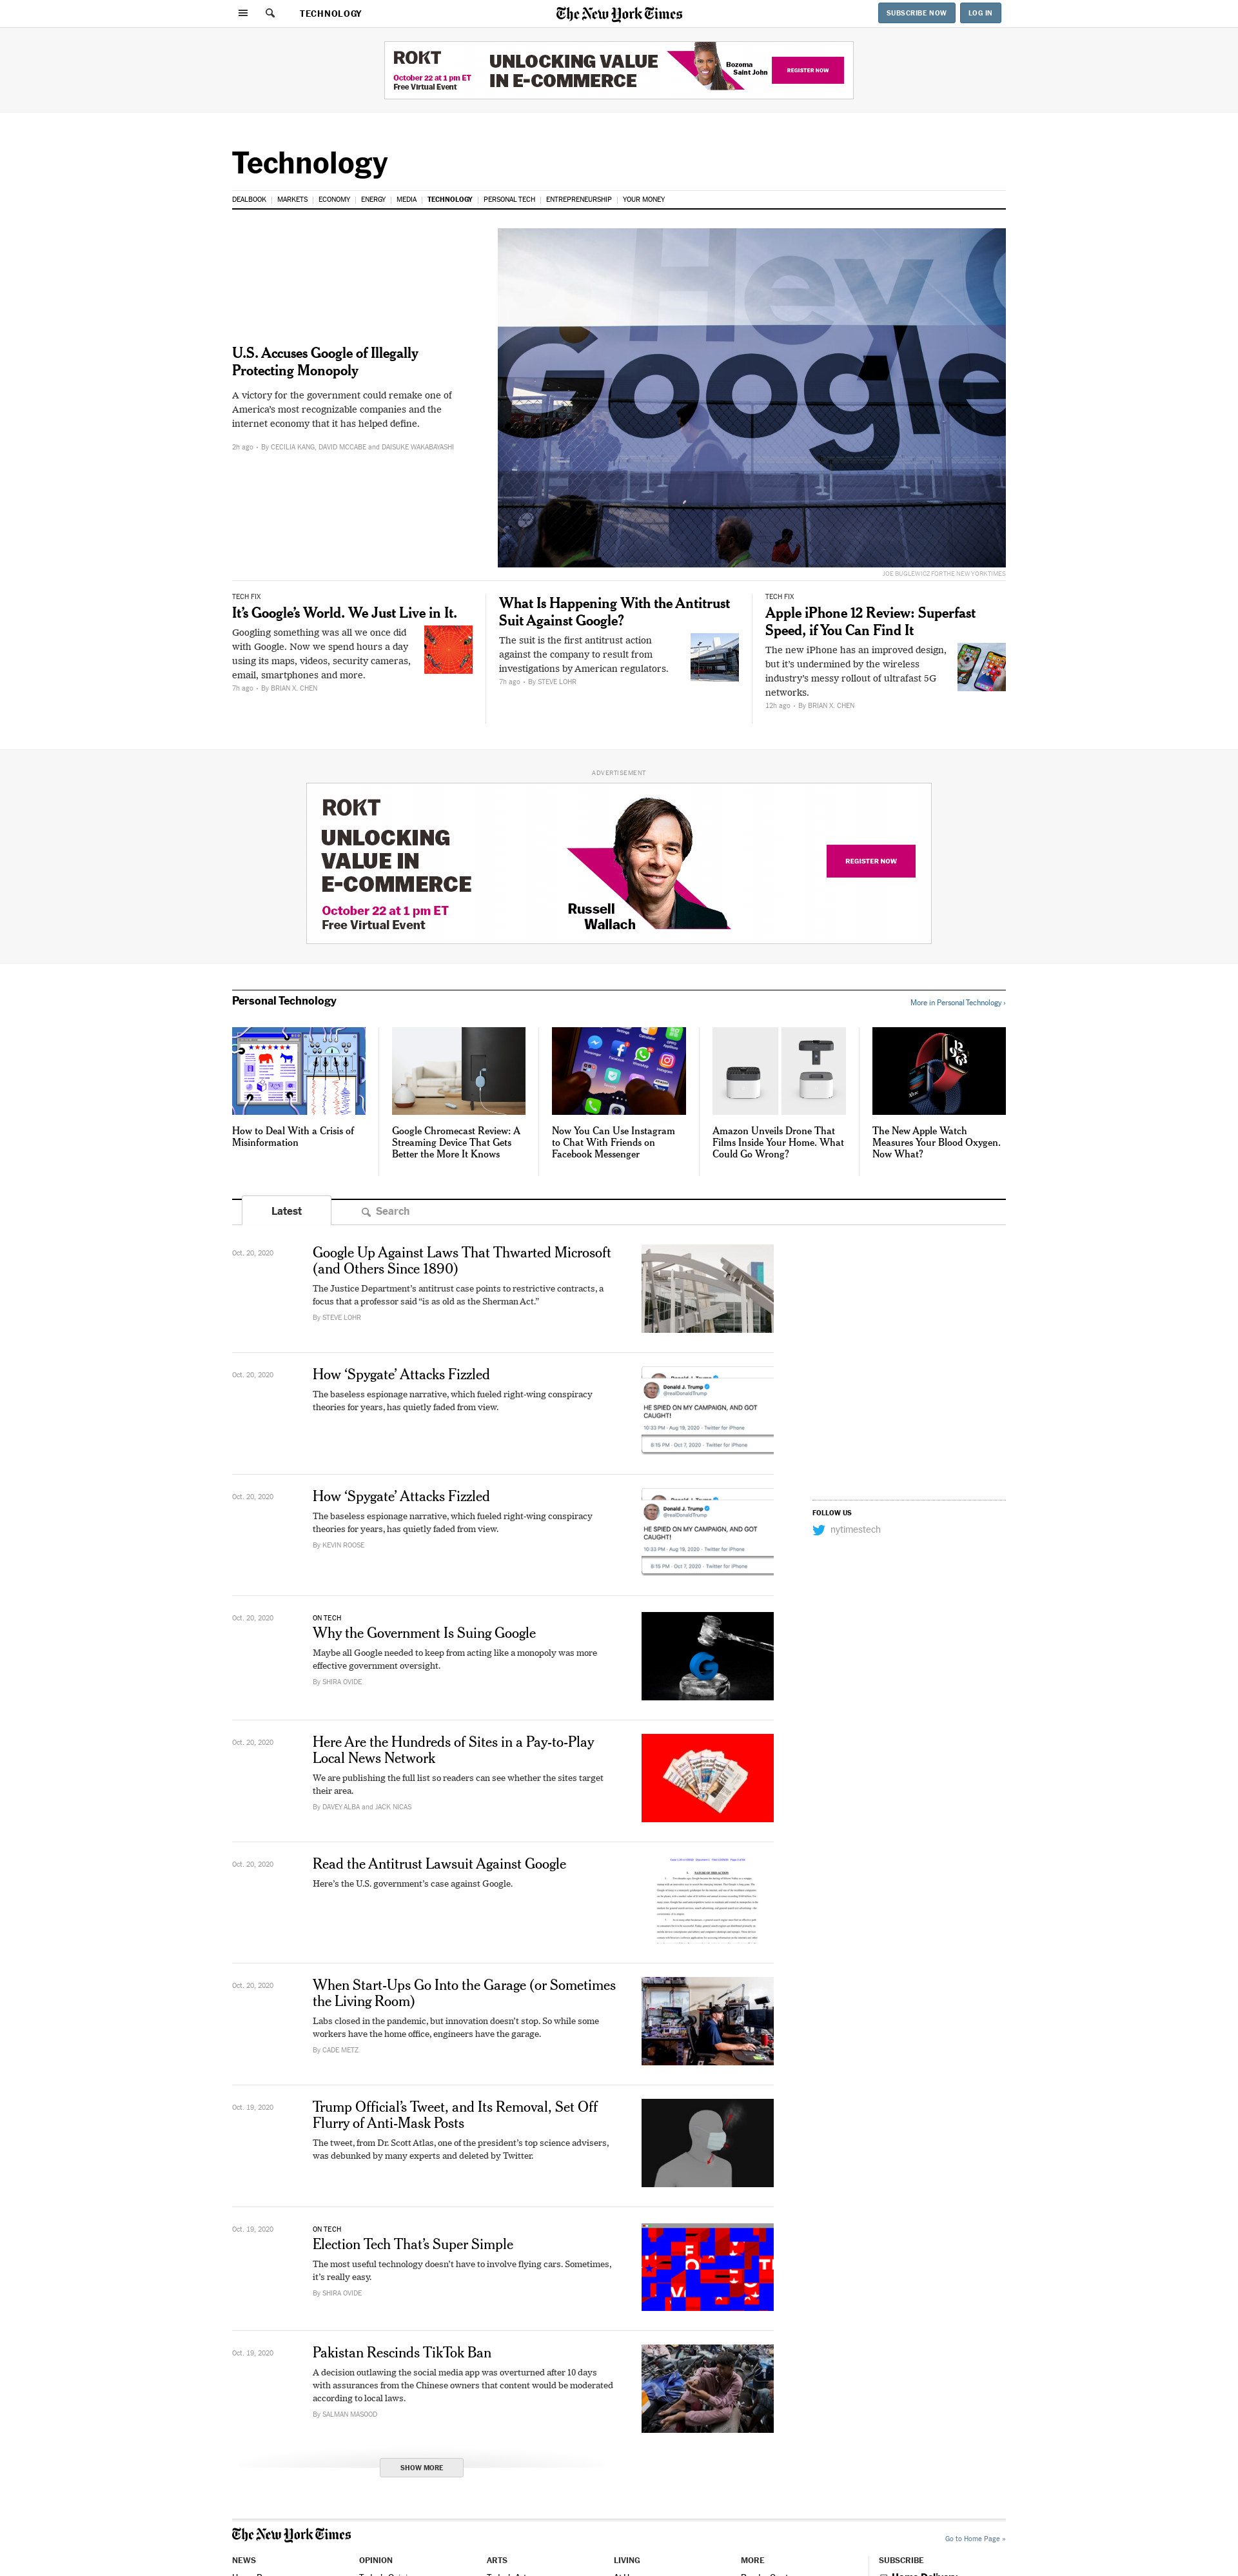 TECHNOLOGY
The New York Times
SUBSCRIBE NOW
LOG IN
ROKT
October 22 at 1 pm ET
Free Virtual Event
UNLOCKING VALUE
IN E-COMMERCE
Bozoma
Saint John
REGISTER NOW
Technology
DEALBOOK | MARKETS | ECONOMY | ENERGY | MEDIA | TECHNOLOGY | PERSONAL TECH | ENTREPRENEURSHIP | YOUR MONEY
U.S. Accuses Google of Illegally
Protecting Monopoly
A victory for the government could remake one of
America's most recognizable companies and the
internet economy that it has helped define.
2h ago • By CECILIA KANG, DAVID MCCABE and DAISUKE WAKABAYASHI
Hey G
Google
JOE BUGLEWICZ FOR THE NEW YORK TIMES
TECH FIX
It's Google's World. We Just Live in It.
Googling something was all we once did
with Google. Now we spend hours a day
using its maps, videos, security cameras,
email, smartphones and more.
7h ago • By BRIAN X. CHEN
What Is Happening With the Antitrust
Suit Against Google?
The suit is the first antitrust action
against the company to result from
investigations by American regulators.
7h ago • By STEVE LOHR
TECH FIX
Apple iPhone 12 Review: Superfast
Speed, if You Can Find It
The new iPhone has an improved design,
but it's undermined by the wireless
industry's messy rollout of ultrafast 5G
networks.
12h ago • By BRIAN X. CHEN
ADVERTISEMENT
ROKT
UNLOCKING
VALUE IN
E-COMMERCE
October 22 at 1 pm ET
Free Virtual Event
Russell
Wallach
REGISTER NOW
Personal Technology
More in Personal Technology ›
How to Deal With a Crisis of
Misinformation
Google Chromecast Review: A
Streaming Device That Gets
Better the More It Knows
Now You Can Use Instagram
to Chat With Friends on
Facebook Messenger
Amazon Unveils Drone That
Films Inside Your Home. What
Could Go Wrong?
The New Apple Watch
Measures Your Blood Oxygen.
Now What?
Latest
Search
Oct. 20, 2020
Google Up Against Laws That Thwarted Microsoft
(and Others Since 1890)
The Justice Department's antitrust case points to restrictive contracts, a
focus that a professor said "is as old as the Sherman Act."
By STEVE LOHR
Oct. 20, 2020
How 'Spygate' Attacks Fizzled
The baseless espionage narrative, which fueled right-wing conspiracy
theories for years, has quietly faded from view.
Donald J. Trump
@realDonaldTrump
HE SPIED ON MY CAMPAIGN, AND GOT
CAUGHT!
10:33 PM · Aug 19, 2020 · Twitter for iPhone
9:15 PM · Oct 7, 2020 · Twitter for iPhone
Oct. 20, 2020
How 'Spygate' Attacks Fizzled
The baseless espionage narrative, which fueled right-wing conspiracy
theories for years, has quietly faded from view.
By KEVIN ROOSE
Donald J. Trump
@realDonaldTrump
HE SPIED ON MY CAMPAIGN, AND GOT
CAUGHT!
10:33 PM · Aug 19, 2020 · Twitter for iPhone
9:15 PM · Oct 7, 2020 · Twitter for iPhone
FOLLOW US
nytimestech
Oct. 20, 2020
ON TECH
Why the Government Is Suing Google
Maybe all Google needed to keep from acting like a monopoly was more
effective government oversight.
By SHIRA OVIDE
Oct. 20, 2020
Here Are the Hundreds of Sites in a Pay-to-Play
Local News Network
We are publishing the full list so readers can see whether the sites target
their area.
By DAVEY ALBA and JACK NICAS
Oct. 20, 2020
Read the Antitrust Lawsuit Against Google
Here's the U.S. government's case against Google.
Oct. 20, 2020
When Start-Ups Go Into the Garage (or Sometimes
the Living Room)
Labs closed in the pandemic, but innovation doesn't stop. So while some
workers have the home office, engineers have the garage.
By CADE METZ
Oct. 19, 2020
Trump Official's Tweet, and Its Removal, Set Off
Flurry of Anti-Mask Posts
The tweet, from Dr. Scott Atlas, one of the president's top science advisers,
was debunked by many experts and deleted by Twitter.
Oct. 19, 2020
ON TECH
Election Tech That's Super Simple
The most useful technology doesn't have to involve flying cars. Sometimes,
it's really easy.
By SHIRA OVIDE
Oct. 19, 2020
Pakistan Rescinds TikTok Ban
A decision outlawing the social media app was overturned after 10 days
with assurances from the Chinese owners that content would be moderated
according to local laws.
By SALMAN MASOOD
SHOW MORE
The New York Times
Go to Home Page »
NEWS
OPINION
ARTS
LIVING
MORE
SUBSCRIBE